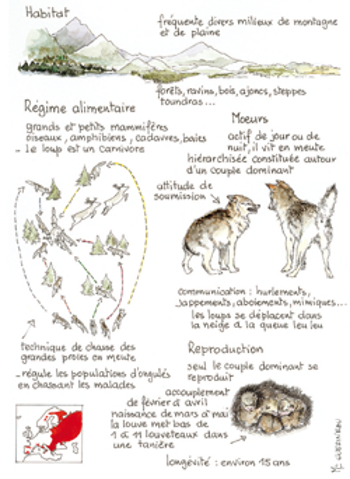 Habitat
fréquente divers milieux de montagne
et de plaine
forêts, ravins, bois, ajoncs, steppes
toundras...
Régime alimentaire
grands et petits mammifères
oiseaux, amphibiens, cadavres, baies
- le loup est un carnivore
Moeurs
actif de jour ou de
nuit, il vit en meute
hiérarchisée constituée autour
d'un couple dominant
attitude de
soumission
communication : hurlements,
jappements, aboiements, mimiques...
les loups se déplacent dans
la neige à la queue leu leu
technique de chasse des
grandes proies en meute
- régule les populations d'ongulés
en chassant les malades
Reproduction
seul le couple dominant se
reproduit
accouplement
de février à avril
naissance de mars à mai
la louve met bas de
1 à 11 louveteaux dans
une tanière
longévité : environ 15 ans